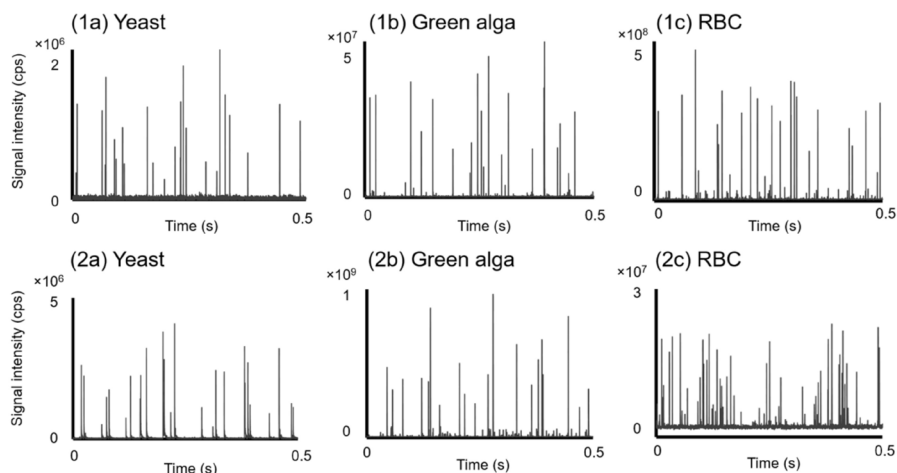 (1a) Yeast
×10⁶
2
Signal intensity (cps)
0
0
0.5
Time (s)
(1b) Green alga
×10⁷
5
0
0
0.5
Time (s)
(1c) RBC
×10⁸
5
0
0
0.5
Time (s)
(2a) Yeast
×10⁶
5
Signal intensity (cps)
0
0
0.5
Time (s)
(2b) Green alga
×10⁹
1
0
0
0.5
Time (s)
(2c) RBC
×10⁷
3
0
0
0.5
Time (s)